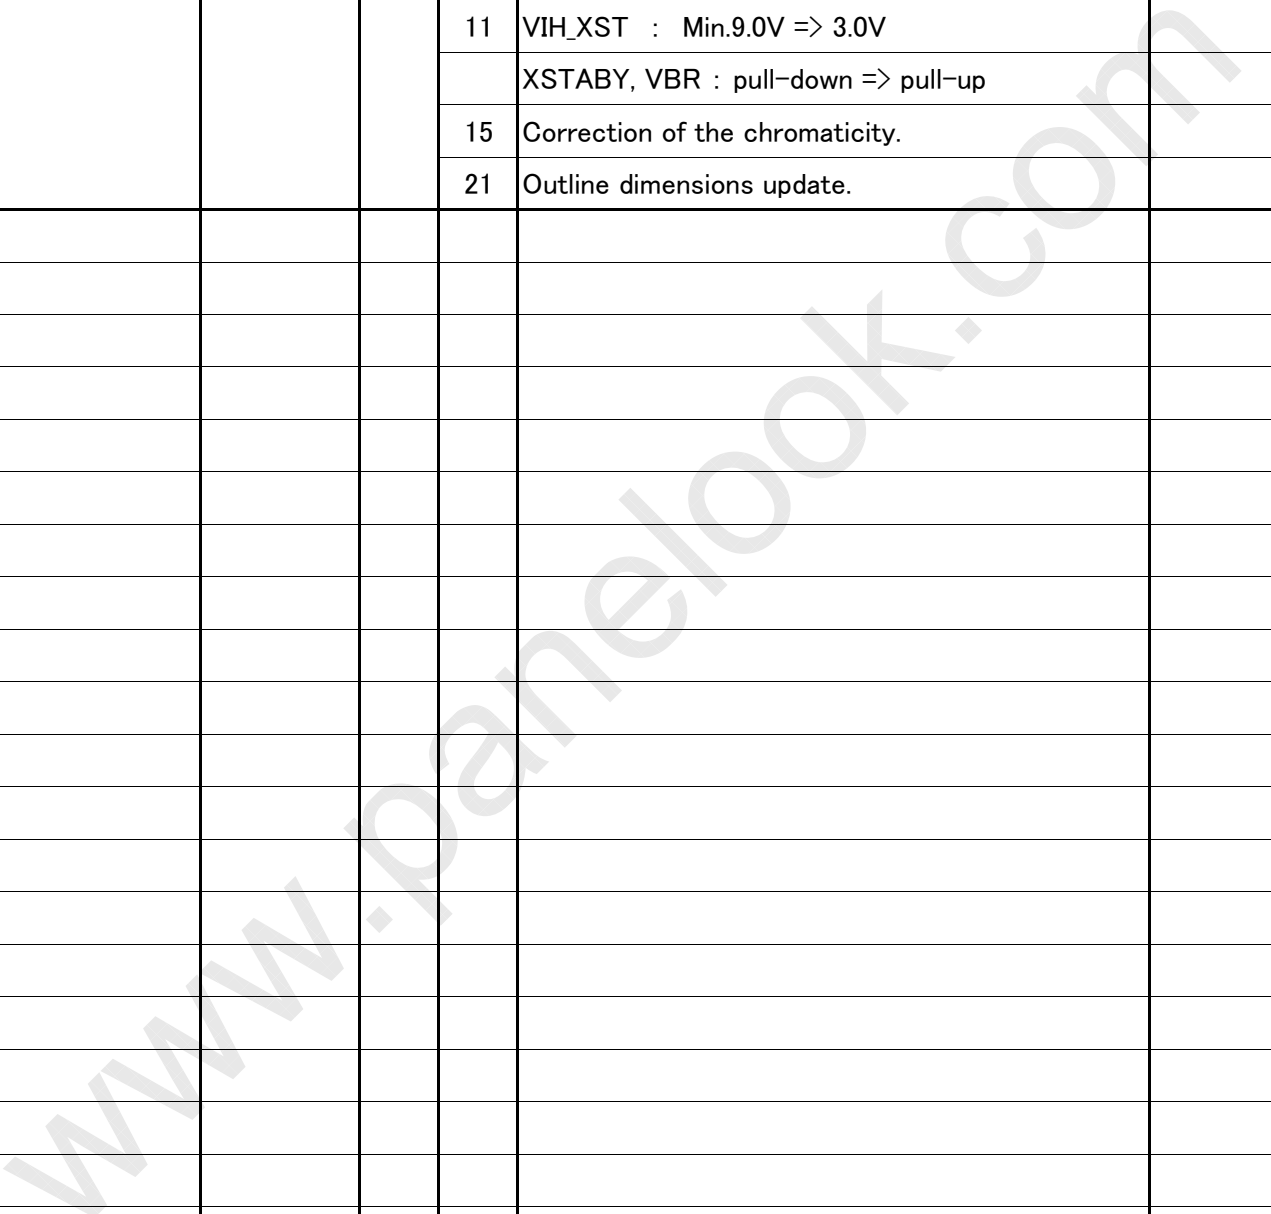 11 VIH_XST : Min.9.0V => 3.0V
XSTABY, VBR : pull-down => pull-up
15 Correction of the chromaticity.
21 Outline dimensions update.
www.panelook.com